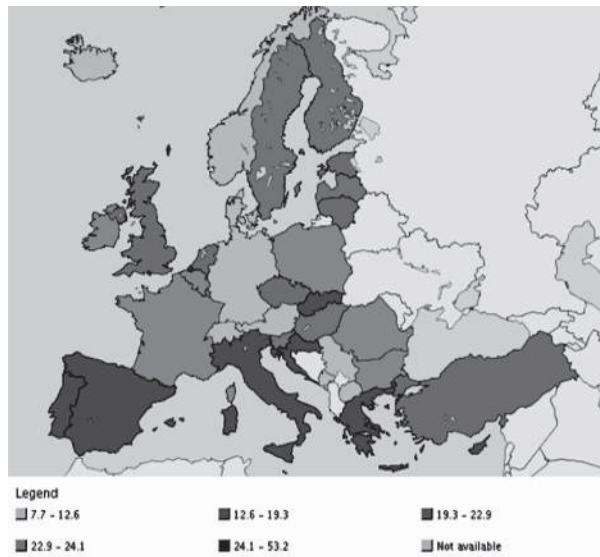 Legend
7.7 - 12.6 12.6 - 19.3 19.3 - 22.9
22.9 - 24.1 24.1 - 53.2 Not available